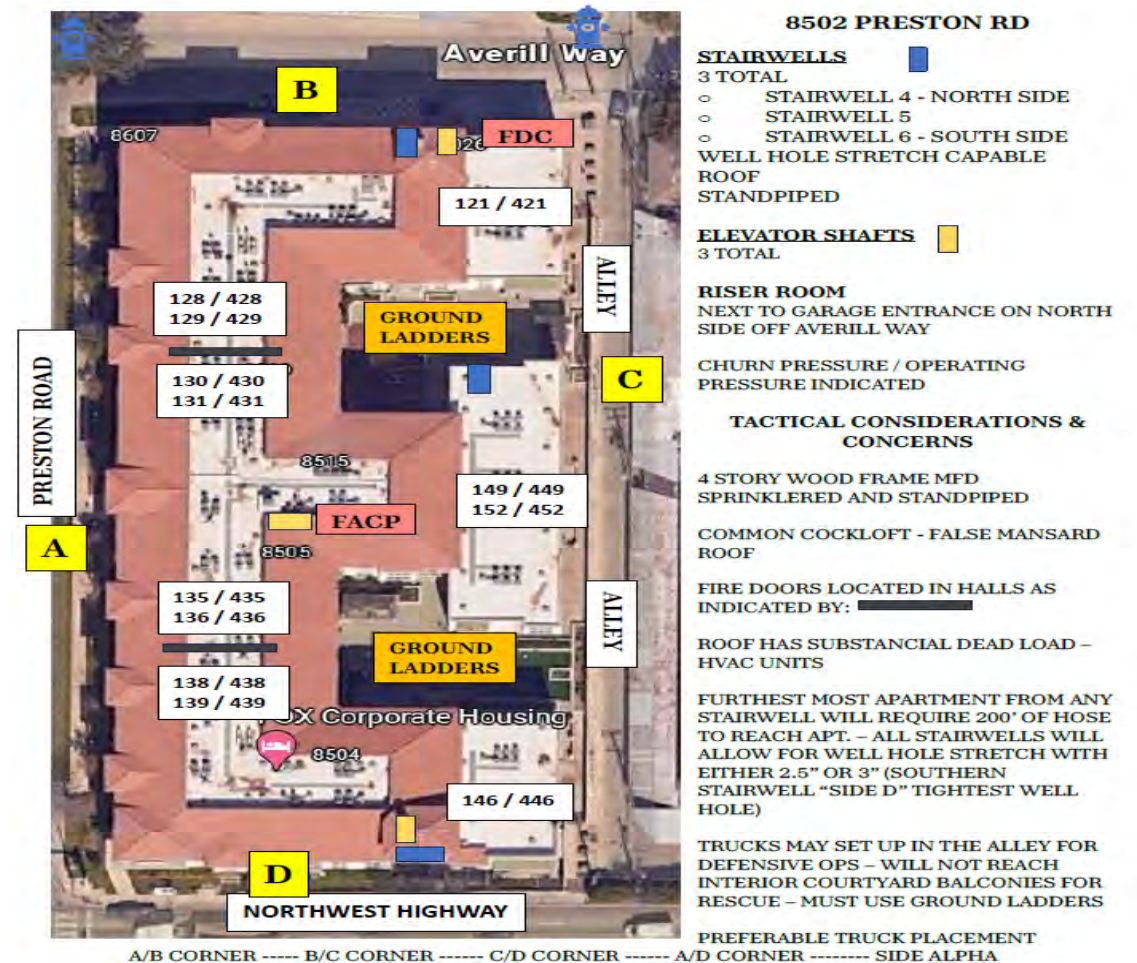 Averill Way
B
8607
026
FDC
121 / 421
ALLEY
128 / 428
129 / 429
GROUND
LADDERS
130 / 430
131 / 431
C
PRESTON ROAD
8515
149 / 449
152 / 452
FACP
A
8505
135 / 435
136 / 436
ALLEY
GROUND
LADDERS
138 / 438
139 / 439
OX Corporate Housing
8504
146 / 446
D
NORTHWEST HIGHWAY
8502 PRESTON RD
STAIRWELLS
3 TOTAL
○ STAIRWELL 4 - NORTH SIDE
○ STAIRWELL 5
○ STAIRWELL 6 - SOUTH SIDE
WELL HOLE STRETCH CAPABLE
ROOF
STANDPIPED
ELEVATOR SHAFTS
3 TOTAL
RISER ROOM
NEXT TO GARAGE ENTRANCE ON NORTH
SIDE OFF AVERILL WAY
CHURN PRESSURE / OPERATING
PRESSURE INDICATED
TACTICAL CONSIDERATIONS &
CONCERNS
4 STORY WOOD FRAME MFD
SPRINKLERED AND STANDPIPED
COMMON COCKLOFT - FALSE MANSARD
ROOF
FIRE DOORS LOCATED IN HALLS AS
INDICATED BY:
ROOF HAS SUBSTANCIAL DEAD LOAD –
HVAC UNITS
FURTHEST MOST APARTMENT FROM ANY
STAIRWELL WILL REQUIRE 200' OF HOSE
TO REACH APT. – ALL STAIRWELLS WILL
ALLOW FOR WELL HOLE STRETCH WITH
EITHER 2.5" OR 3" (SOUTHERN
STAIRWELL "SIDE D" TIGHTEST WELL
HOLE)
TRUCKS MAY SET UP IN THE ALLEY FOR
DEFENSIVE OPS – WILL NOT REACH
INTERIOR COURTYARD BALCONIES FOR
RESCUE – MUST USE GROUND LADDERS
PREFERABLE TRUCK PLACEMENT
A/B CORNER ----- B/C CORNER ------ C/D CORNER ------ A/D CORNER -------- SIDE ALPHA